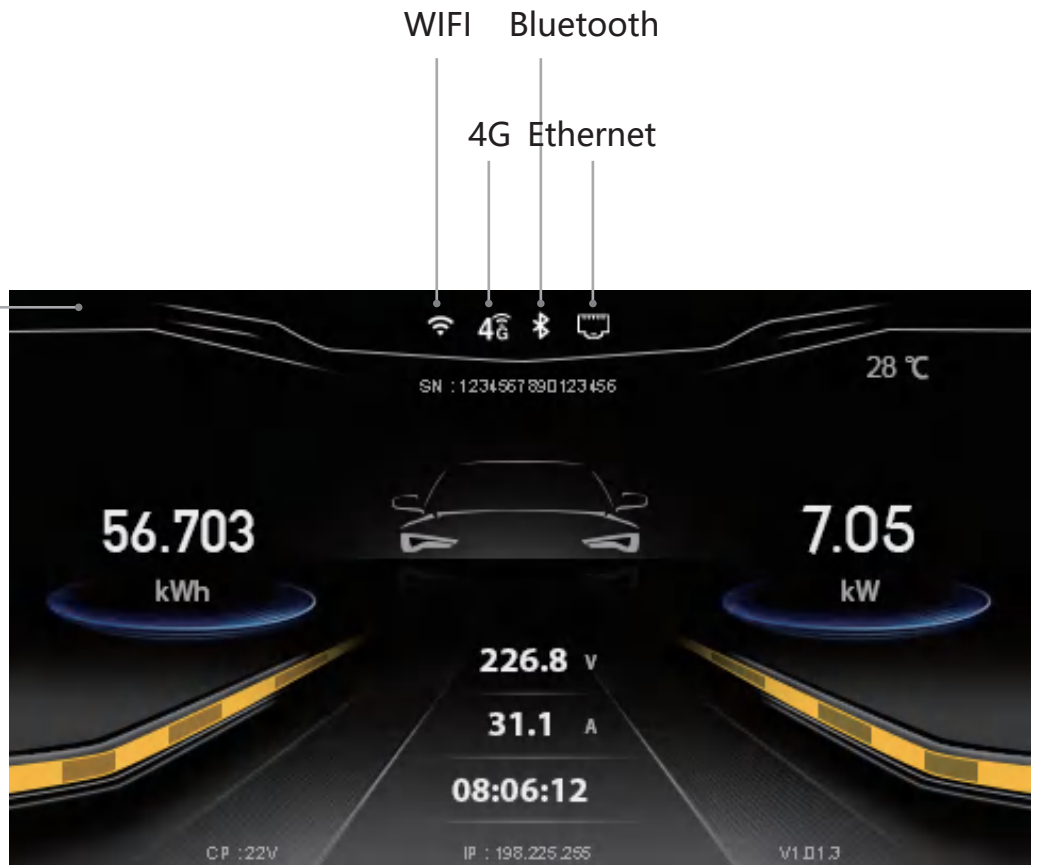 WIFI Bluetooth
4G Ethernet
4G
SN : 1234567890123456
28 ℃
56.703 7.05
kWh kW
226.8 V
31.1 A
08:06:12
CP :22V IP : 198.225.255 V1.01.3